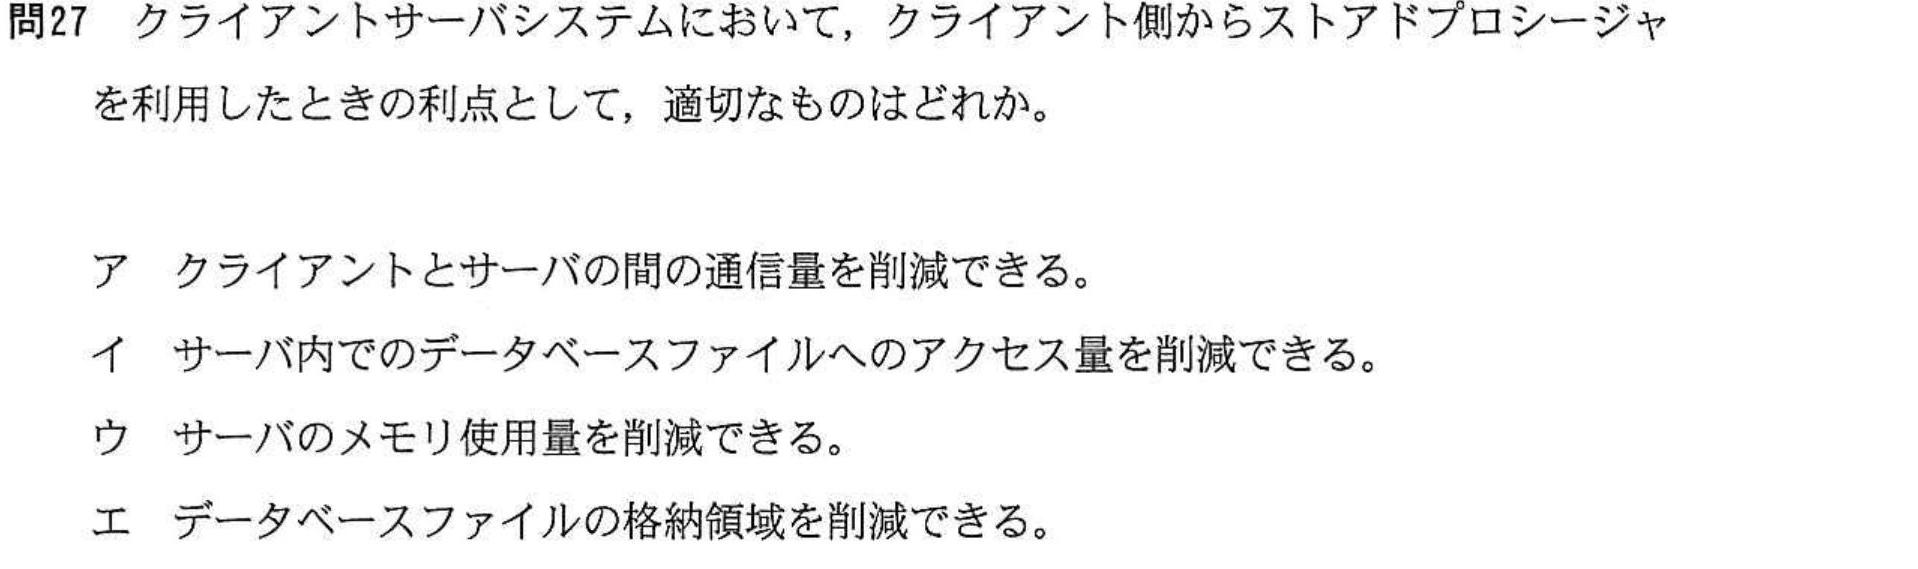 問27　クライアントサーバシステムにおいて，クライアント側からストアドプロシージャ
を利用したときの利点として，適切なものはどれか。
ア　クライアントとサーバの間の通信量を削減できる。
イ　サーバ内でのデータベースファイルへのアクセス量を削減できる。
ウ　サーバのメモリ使用量を削減できる。
エ　データベースファイルの格納領域を削減できる。